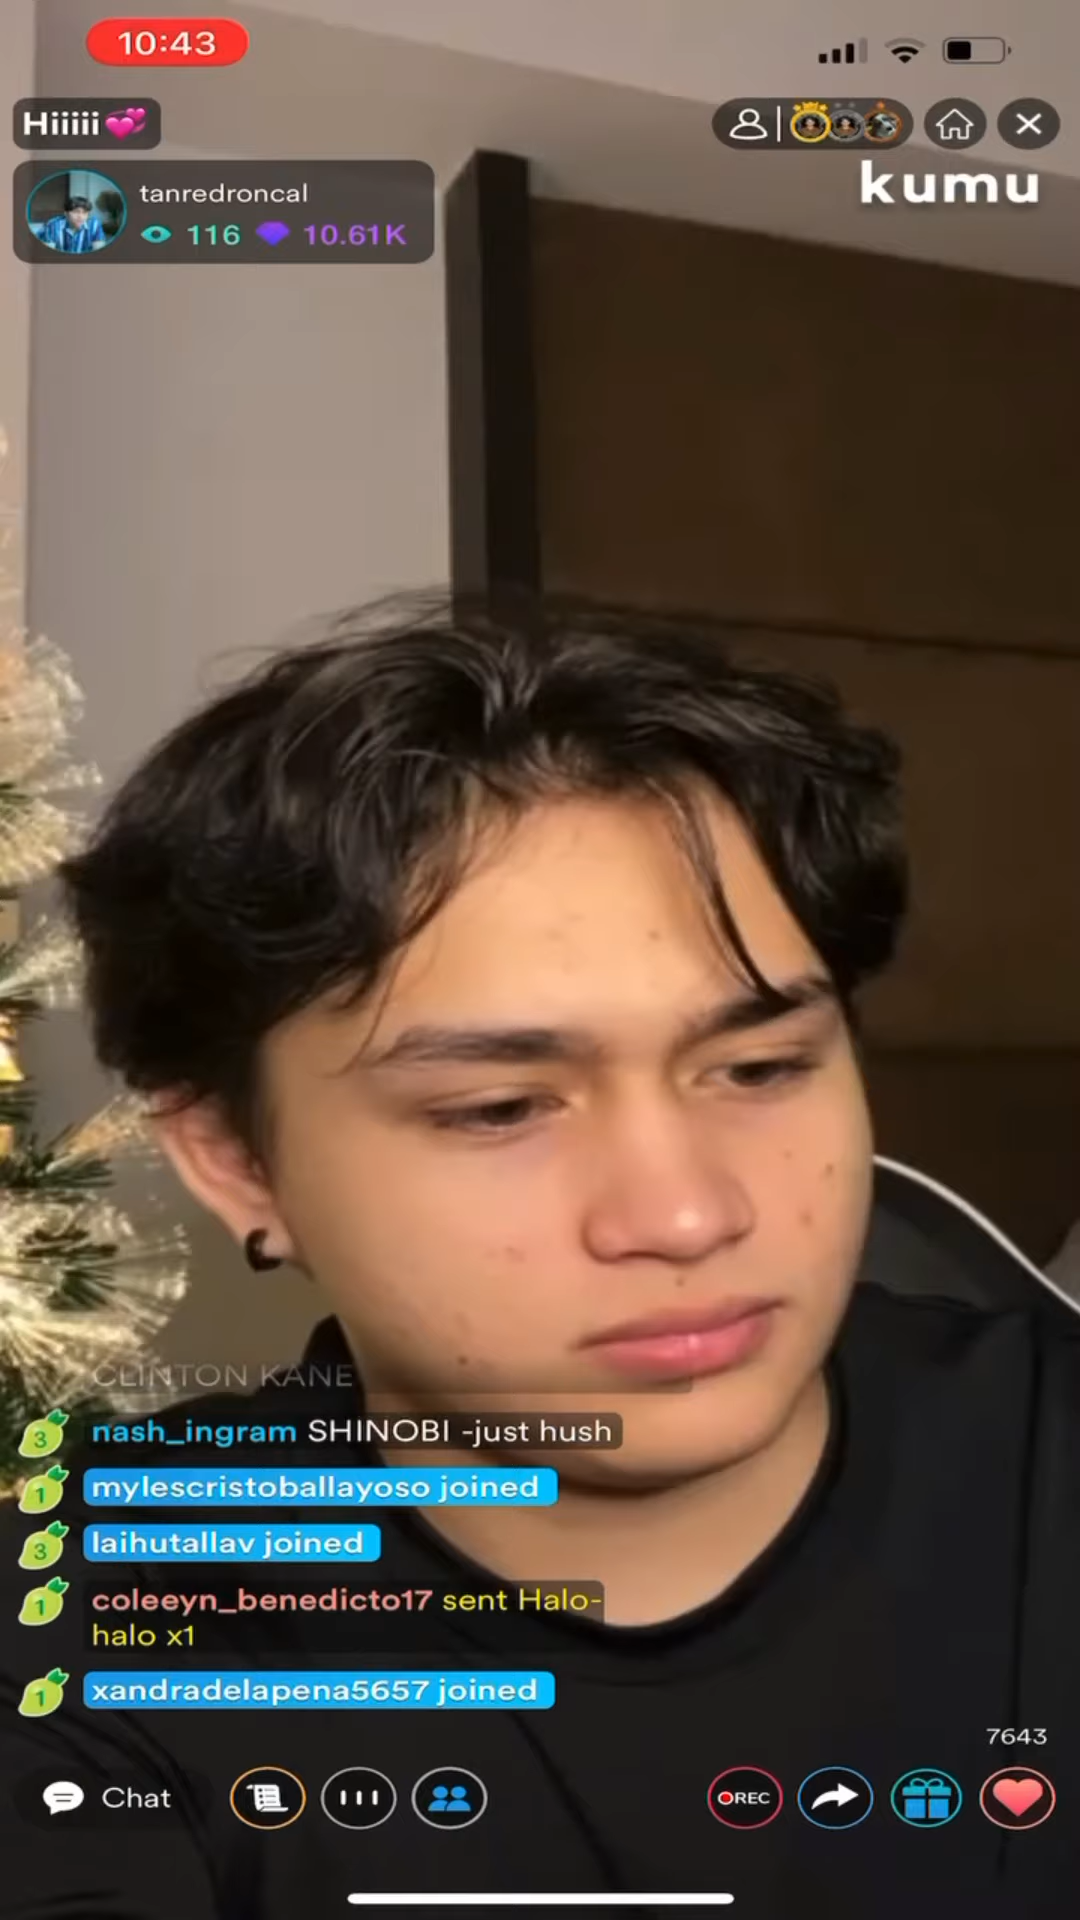 10:43
Hiiiii💞
kumu
tanredroncal
116 10.61K
CLINTON KANE
3 nash_ingram SHINOBI -just hush
1 mylescristoballayoso joined
3 laihutallav joined
1 coleeyn_benedicto17 sent Halo-
halo x1
1 xandradelapena5657 joined
7643
Chat
REC